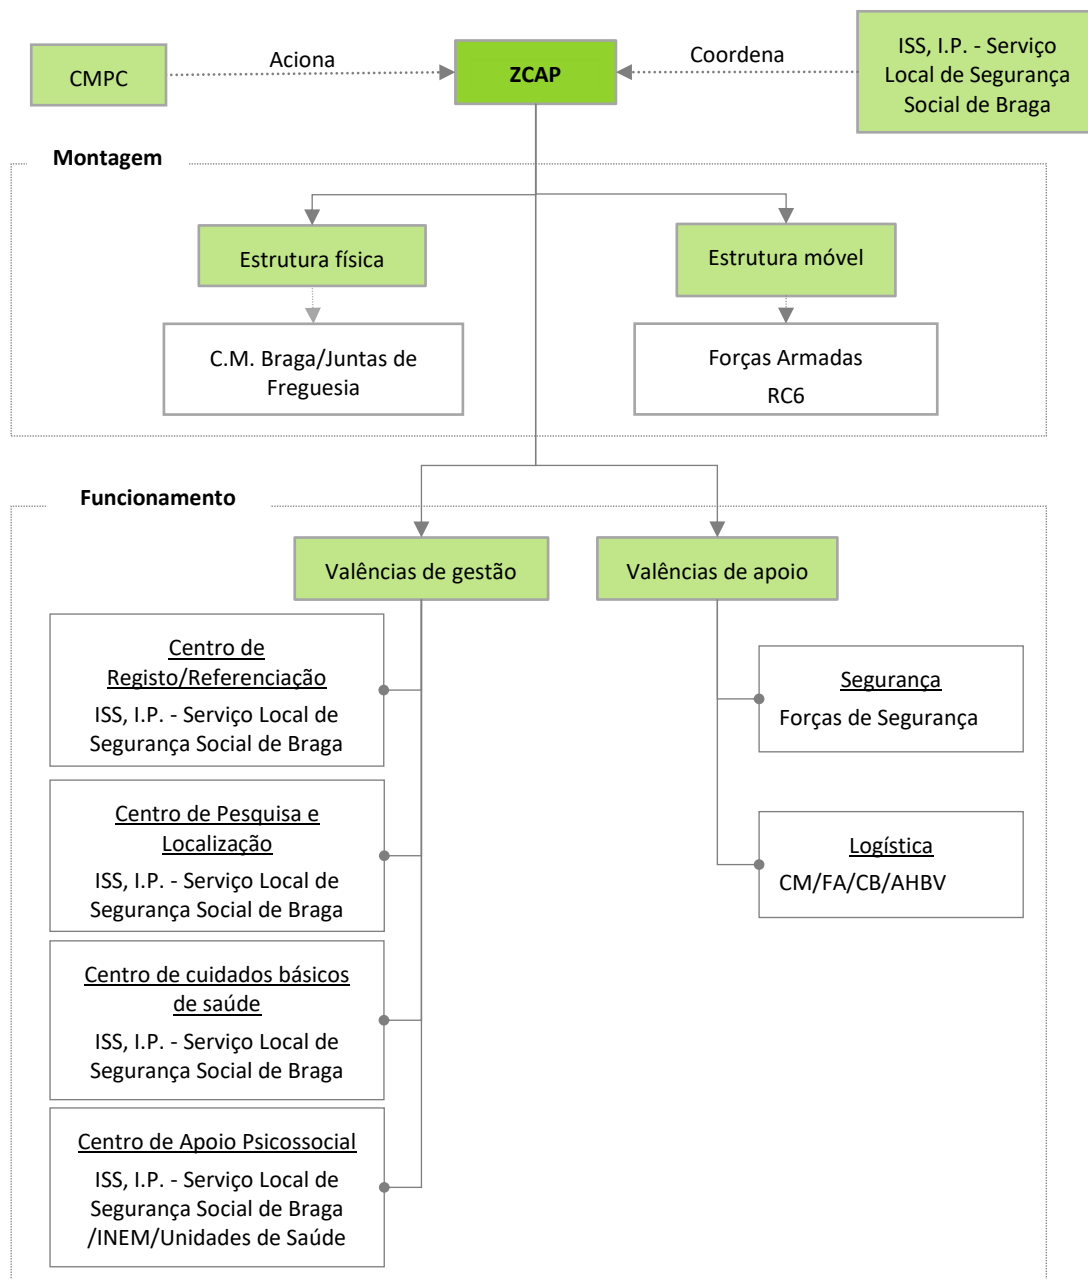 CMPC
Aciona
ZCAP
Coordena
ISS, I.P. - Serviço
Local de Segurança
Social de Braga
Montagem
Estrutura física
Estrutura móvel
C.M. Braga/Juntas de
Freguesia
Forças Armadas
RC6
Funcionamento
Valências de gestão
Valências de apoio
Centro de
Registo/Referenciação
ISS, I.P. - Serviço Local de
Segurança Social de Braga
Segurança
Forças de Segurança
Centro de Pesquisa e
Localização
ISS, I.P. - Serviço Local de
Segurança Social de Braga
Logística
CM/FA/CB/AHBV
Centro de cuidados básicos
de saúde
ISS, I.P. - Serviço Local de
Segurança Social de Braga
Centro de Apoio Psicossocial
ISS, I.P. - Serviço Local de
Segurança Social de Braga
/INEM/Unidades de Saúde